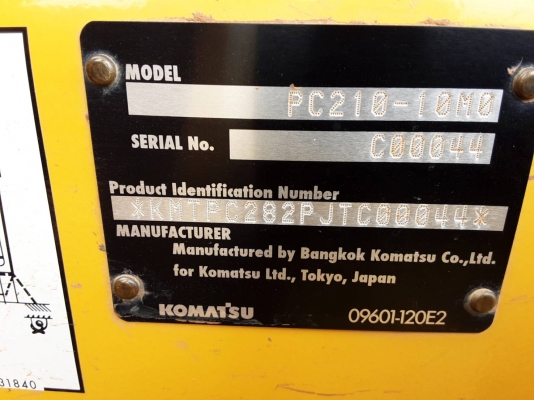 MODEL
PC210-10M0
SERIAL No.
C00044
Product Identification Number
*KMTPC282PJTC00044*
MANUFACTURER
Manufactured by Bangkok Komatsu Co.,Ltd.
for Komatsu Ltd., Tokyo, Japan
KOMATSU
09601-120E2
31840